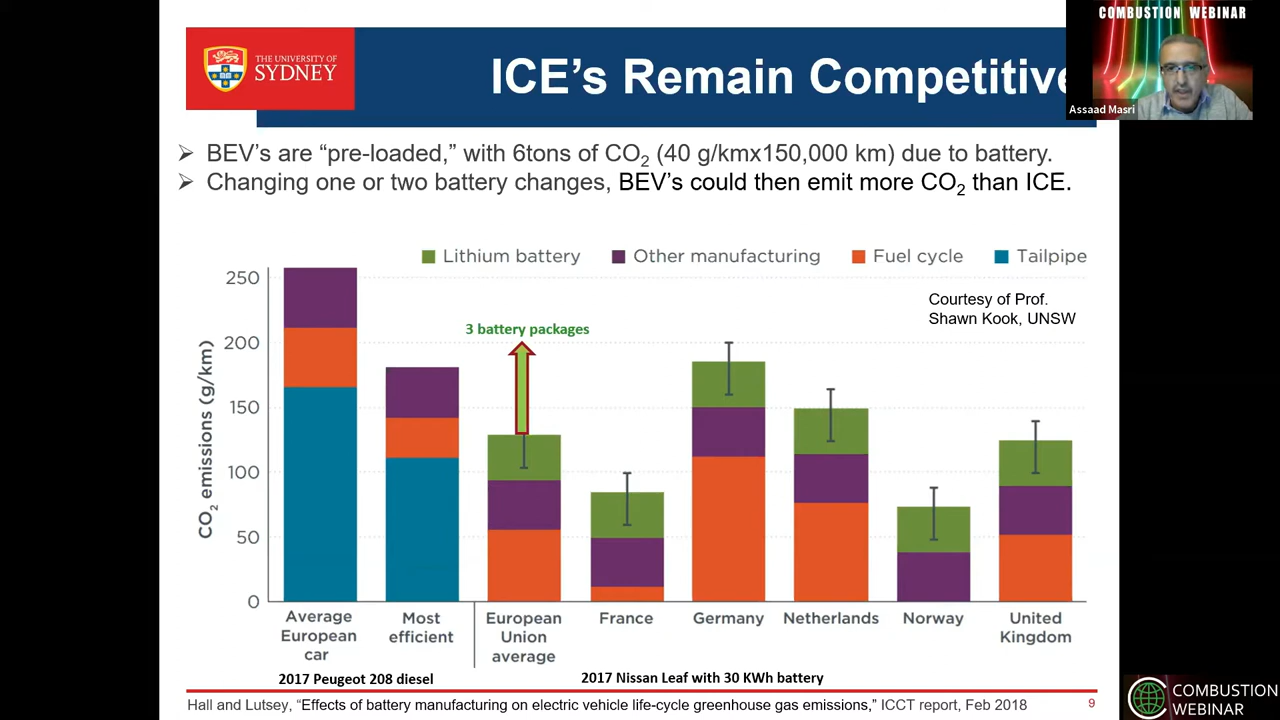 COMBUSTION WEBINAR
Assaad Masri
THE UNIVERSITY OF
SYDNEY
ICE's Remain Competitive
➢ BEV's are “pre-loaded,” with 6tons of CO2 (40 g/kmx150,000 km) due to battery.
➢ Changing one or two battery changes, BEV's could then emit more CO2 than ICE.
Lithium battery Other manufacturing Fuel cycle Tailpipe
Courtesy of Prof.
Shawn Kook, UNSW
3 battery packages
CO2 emissions (g/km)
250
200
150
100
50
0
Average
European
car
Most
efficient
European
Union
average
France
Germany
Netherlands
Norway
United
Kingdom
2017 Peugeot 208 diesel
2017 Nissan Leaf with 30 KWh battery
Hall and Lutsey, “Effects of battery manufacturing on electric vehicle life-cycle greenhouse gas emissions,” ICCT report, Feb 2018
9
COMBUSTION
WEBINAR